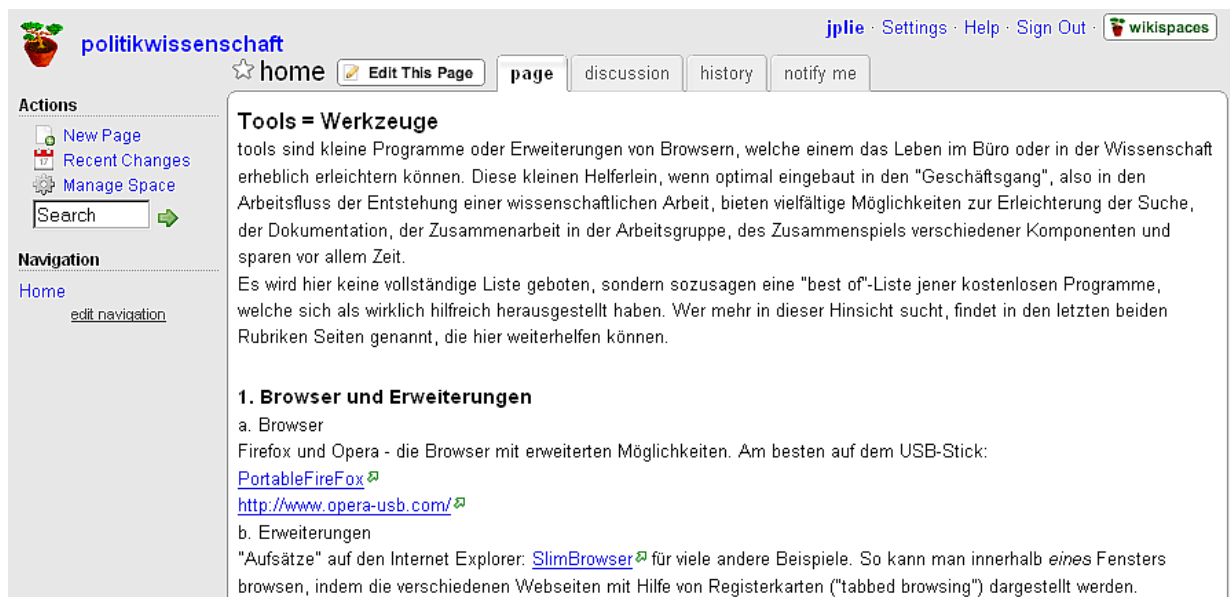 politikwissenschaft
jplie · Settings · Help · Sign Out · wikispaces
home Edit This Page page discussion history notify me
Actions
New Page
17 Recent Changes
Manage Space
Search
Navigation
Home
edit navigation
Tools = Werkzeuge
tools sind kleine Programme oder Erweiterungen von Browsern, welche einem das Leben im Büro oder in der Wissenschaft
erheblich erleichtern können. Diese kleinen Helferlein, wenn optimal eingebaut in den "Geschäftsgang", also in den
Arbeitsfluss der Entstehung einer wissenschaftlichen Arbeit, bieten vielfältige Möglichkeiten zur Erleichterung der Suche,
der Dokumentation, der Zusammenarbeit in der Arbeitsgruppe, des Zusammenspiels verschiedener Komponenten und
sparen vor allem Zeit.
Es wird hier keine vollständige Liste geboten, sondern sozusagen eine "best of"-Liste jener kostenlosen Programme,
welche sich als wirklich hilfreich herausgestellt haben. Wer mehr in dieser Hinsicht sucht, findet in den letzten beiden
Rubriken Seiten genannt, die hier weiterhelfen können.
1. Browser und Erweiterungen
a. Browser
Firefox und Opera - die Browser mit erweiterten Möglichkeiten. Am besten auf dem USB-Stick:
PortableFireFox
http://www.opera-usb.com/
b. Erweiterungen
"Aufsätze" auf den Internet Explorer: SlimBrowser für viele andere Beispiele. So kann man innerhalb eines Fensters
browsen, indem die verschiedenen Webseiten mit Hilfe von Registerkarten ("tabbed browsing") dargestellt werden.